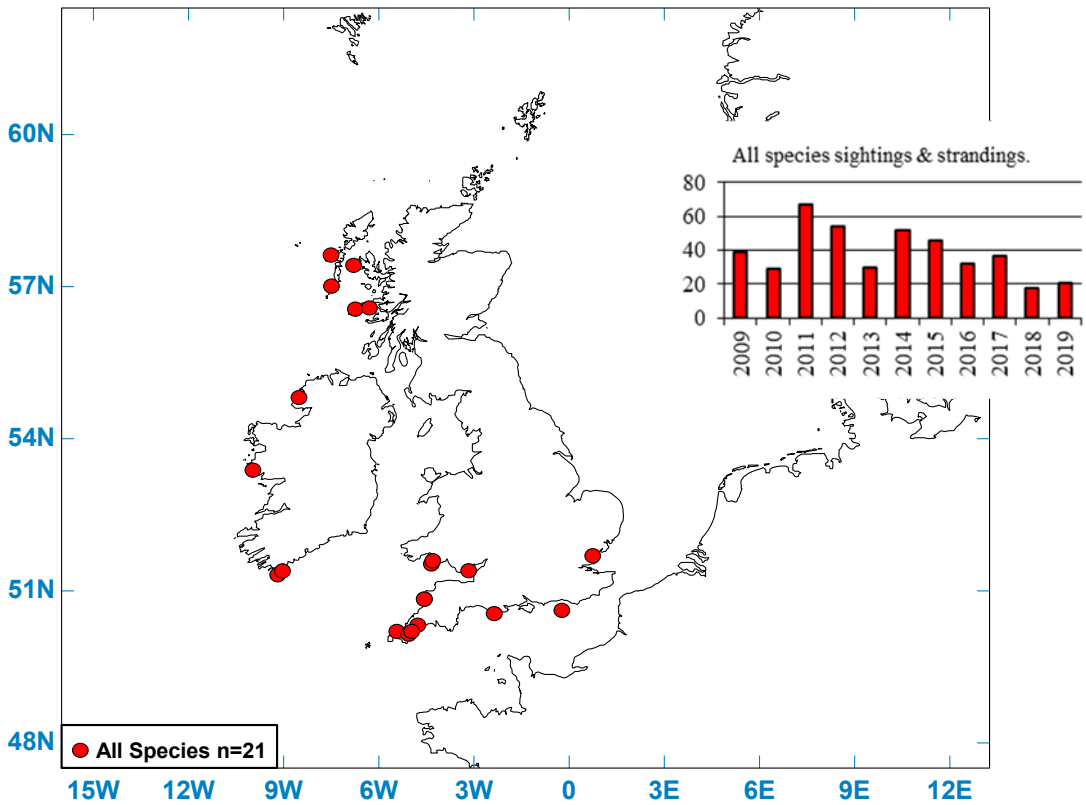 60N
57N
54N
51N
48N
All species sightings & strandings.
80
60
40
20
0
2009 2010 2011 2012 2013 2014 2015 2016 2017 2018 2019
All Species n=21
15W 12W 9W 6W 3W 0 3E 6E 9E 12E